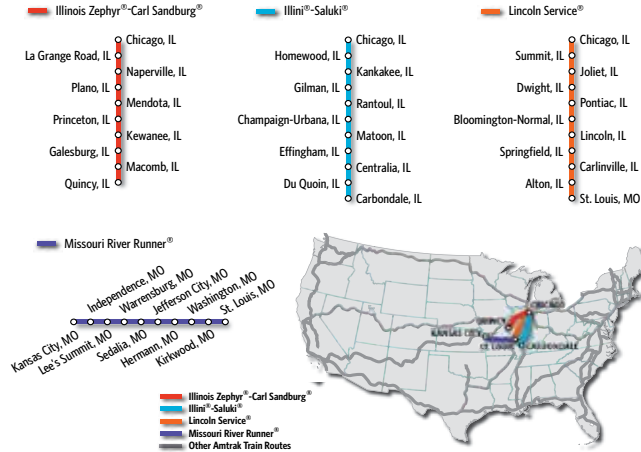 Illinois Zephyr®-Carl Sandburg®
Chicago, IL
La Grange Road, IL
Naperville, IL
Plano, IL
Mendota, IL
Princeton, IL
Kewanee, IL
Galesburg, IL
Macomb, IL
Quincy, IL
Illini®-Saluki®
Chicago, IL
Homewood, IL
Kankakee, IL
Gilman, IL
Rantoul, IL
Champaign-Urbana, IL
Matoon, IL
Effingham, IL
Centralia, IL
Du Quoin, IL
Carbondale, IL
Lincoln Service®
Chicago, IL
Summit, IL
Joliet, IL
Dwight, IL
Pontiac, IL
Bloomington-Normal, IL
Lincoln, IL
Springfield, IL
Carlinville, IL
Alton, IL
St. Louis, MO
Missouri River Runner®
Kansas City, MO
Independence, MO
Lee's Summit, MO
Warrensburg, MO
Sedalia, MO
Jefferson City, MO
Hermann, MO
Washington, MO
Kirkwood, MO
St. Louis, MO
CHICAGO
QUINCY
KANSAS CITY
ST LOUIS
CARBONDALE
Illinois Zephyr®-Carl Sandburg®
Illini®-Saluki®
Lincoln Service®
Missouri River Runner®
Other Amtrak Train Routes